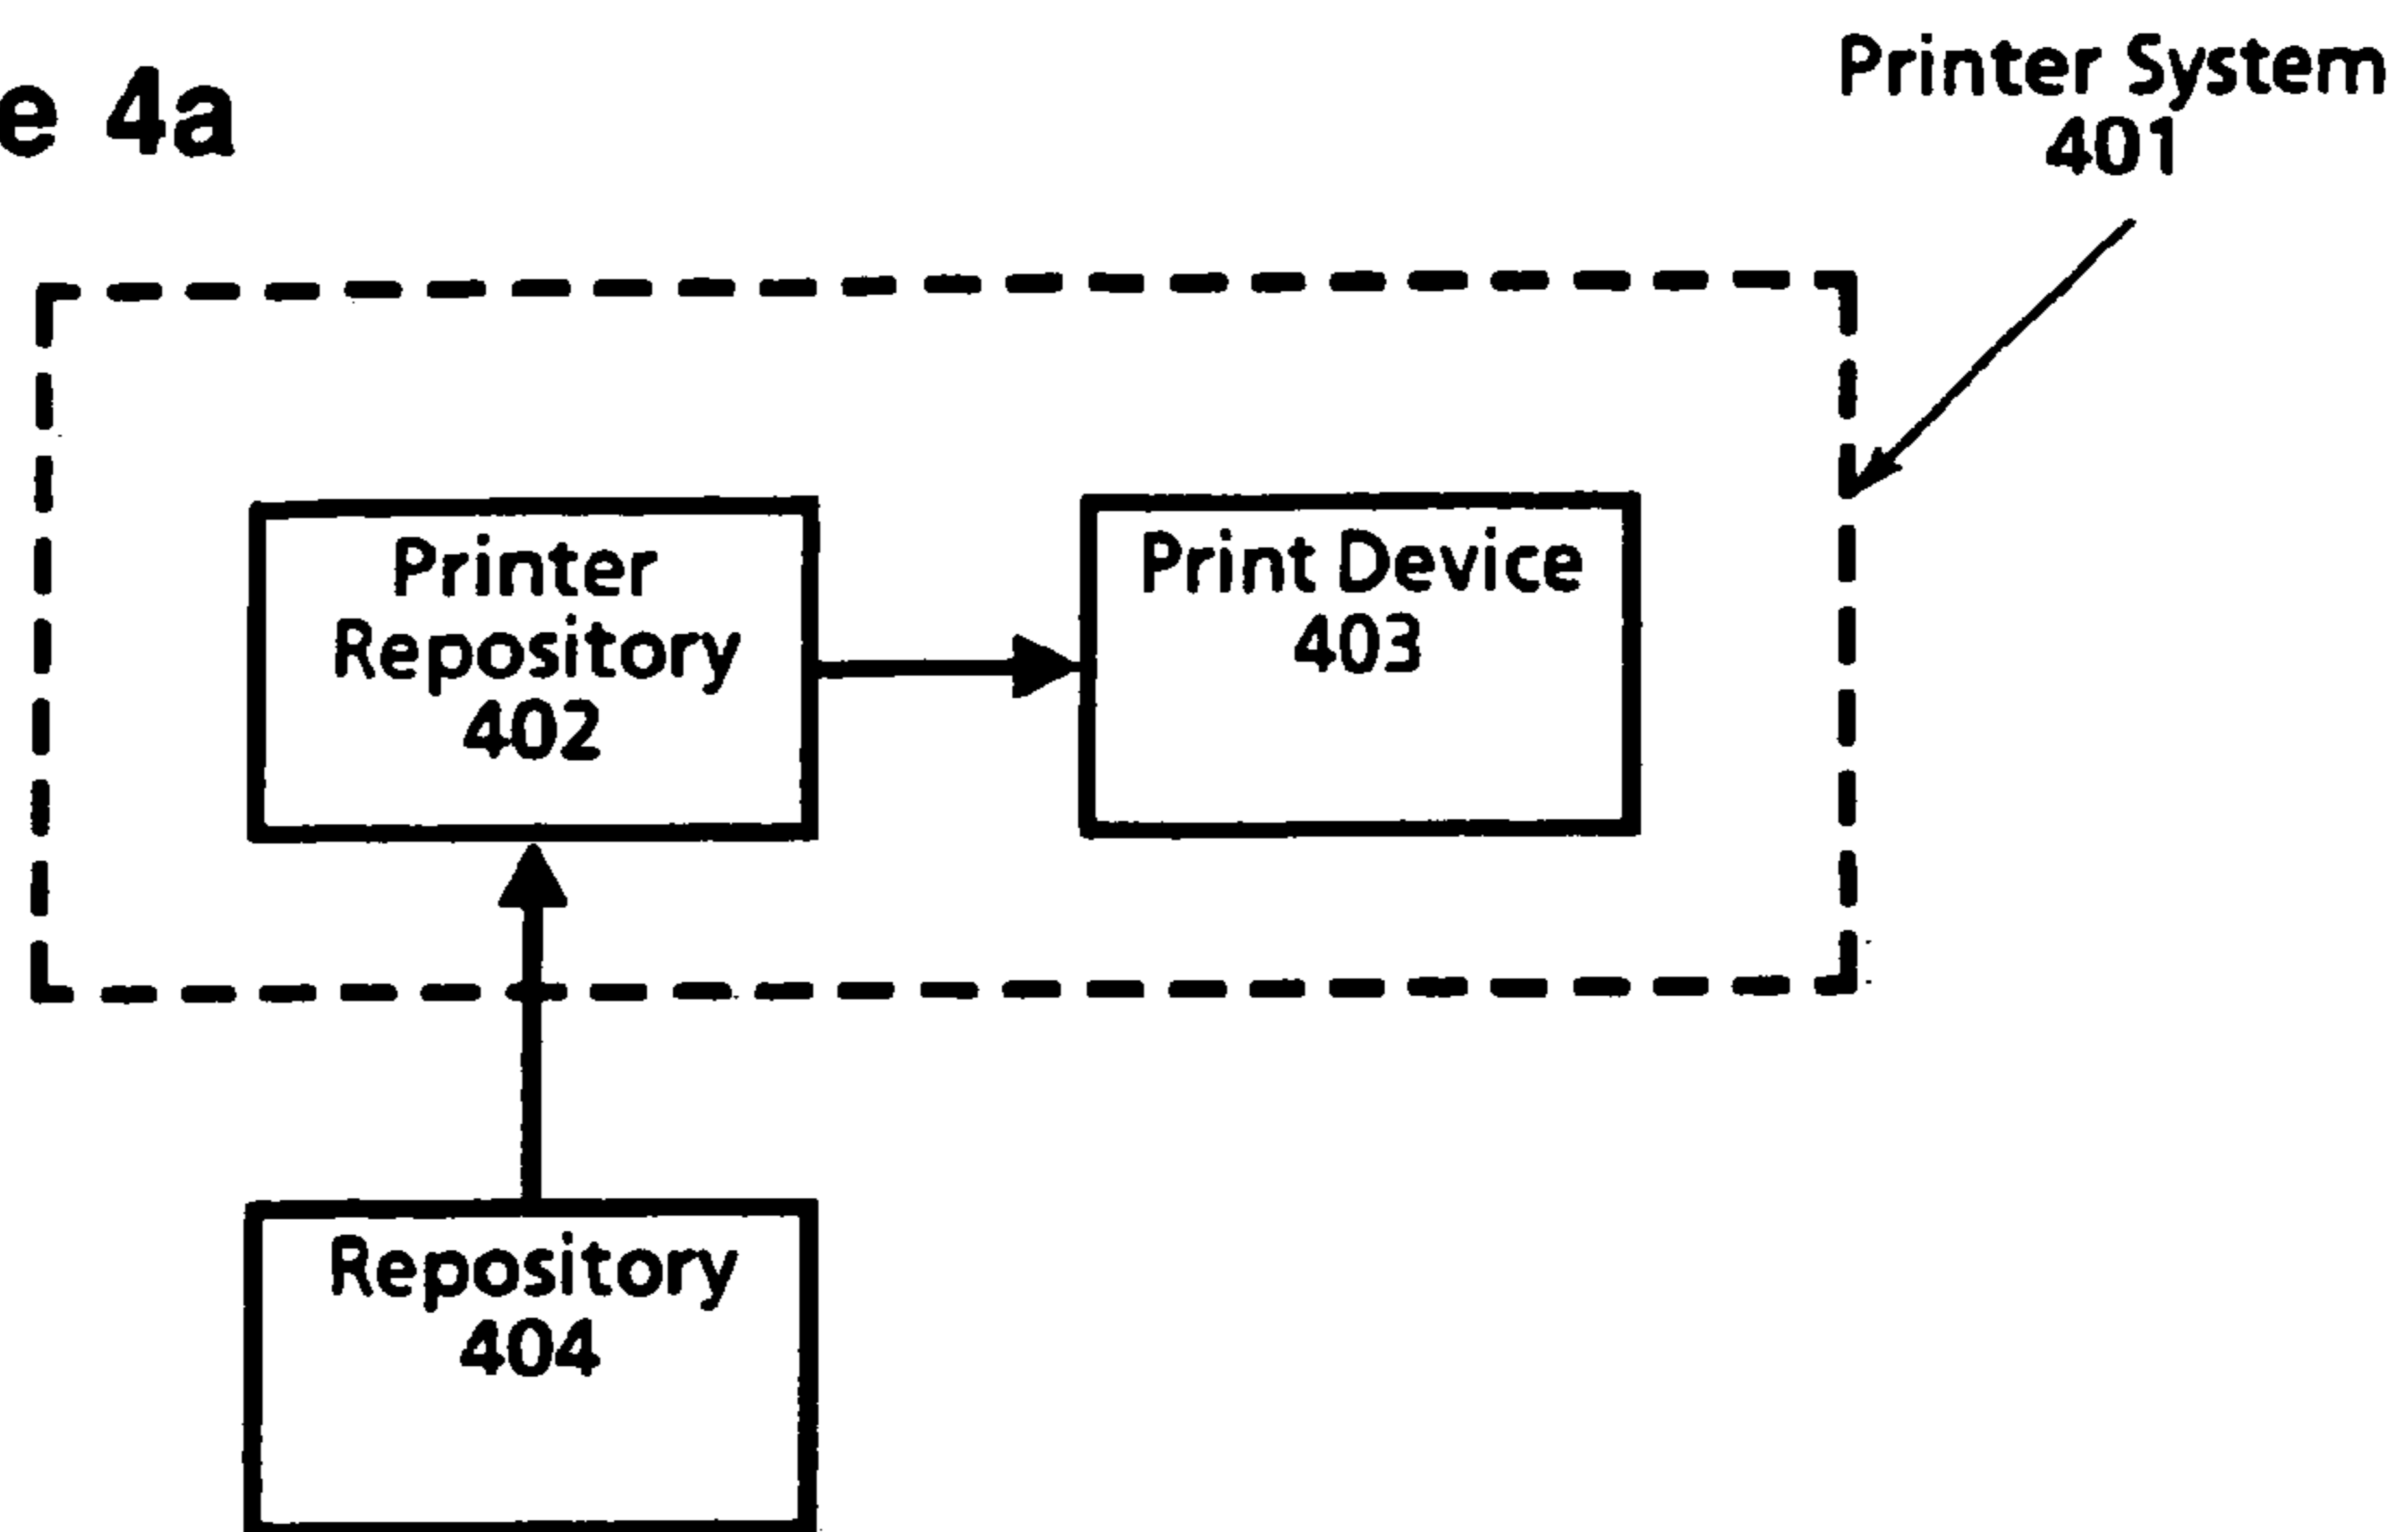 e 4a
Printer System
401
Printer
Repository
402
Print Device
403
Repository
404